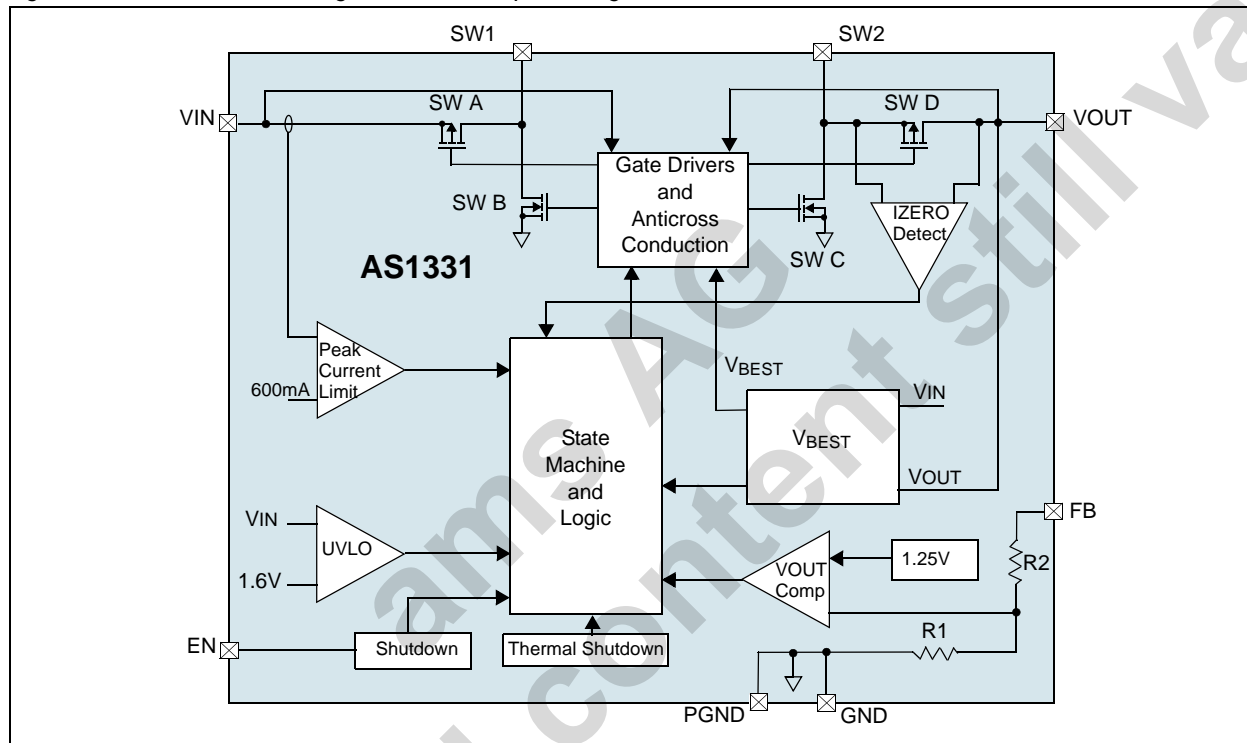 SW1
SW2
SW A
SW D
VIN
VOUT
Gate Drivers
and
Anticross
Conduction
SW B
SW C
IZERO
Detect
AS1331
Peak
Current
Limit
600mA
VBEST
VIN
VBEST
VOUT
State
Machine
and
Logic
VIN
UVLO
1.6V
FB
R2
VOUT
Comp
1.25V
R1
EN
Shutdown
Thermal Shutdown
PGND
GND
ams AG
content still va